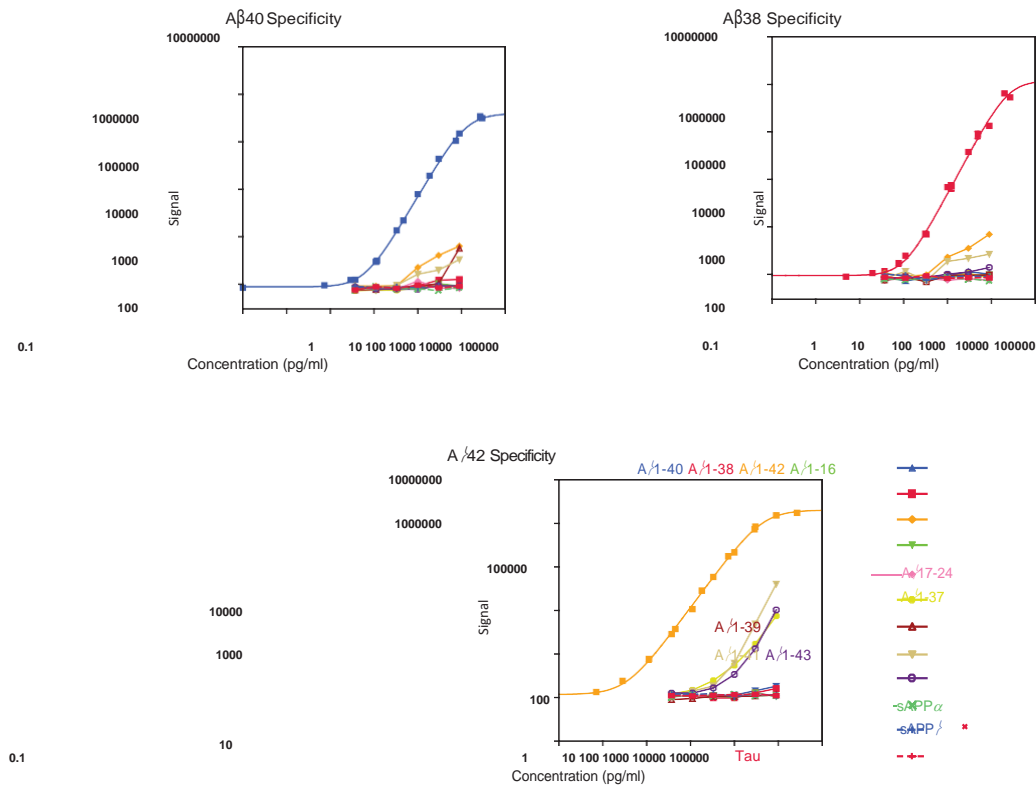 Aβ40 Specificity
10000000
1000000
100000
10000
1000
100
Signal
0.1 1 10 100 1000 10000 100000
Concentration (pg/ml)
Aβ38 Specificity
10000000
1000000
100000
10000
1000
100
Signal
0.1 1 10 100 1000 10000 100000
Concentration (pg/ml)
A⌡42 Specificity
A⌡1-40 A⌡1-38 A⌡1-42 A⌡1-16
10000000
1000000
100000
10000
1000
100
10
Signal
A⌡17-24
A⌡1-37
A⌡1-39
A⌡1-43
sAPPα
sAPP⌡
Tau
0.1 1 10 100 1000 10000 100000
Concentration (pg/ml)